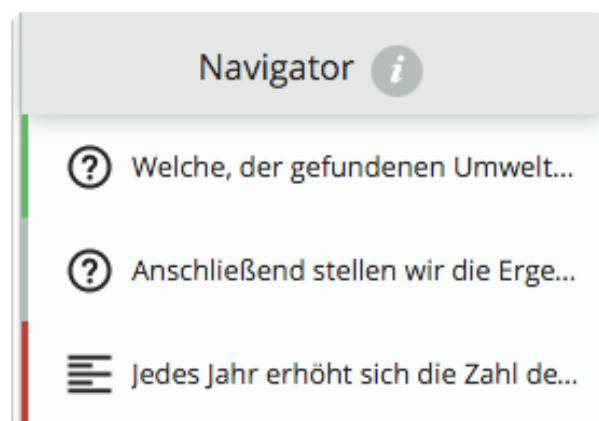 Navigator i
Welche, der gefundenen Umwelt...
Anschließend stellen wir die Erge...
Jedes Jahr erhöht sich die Zahl de...